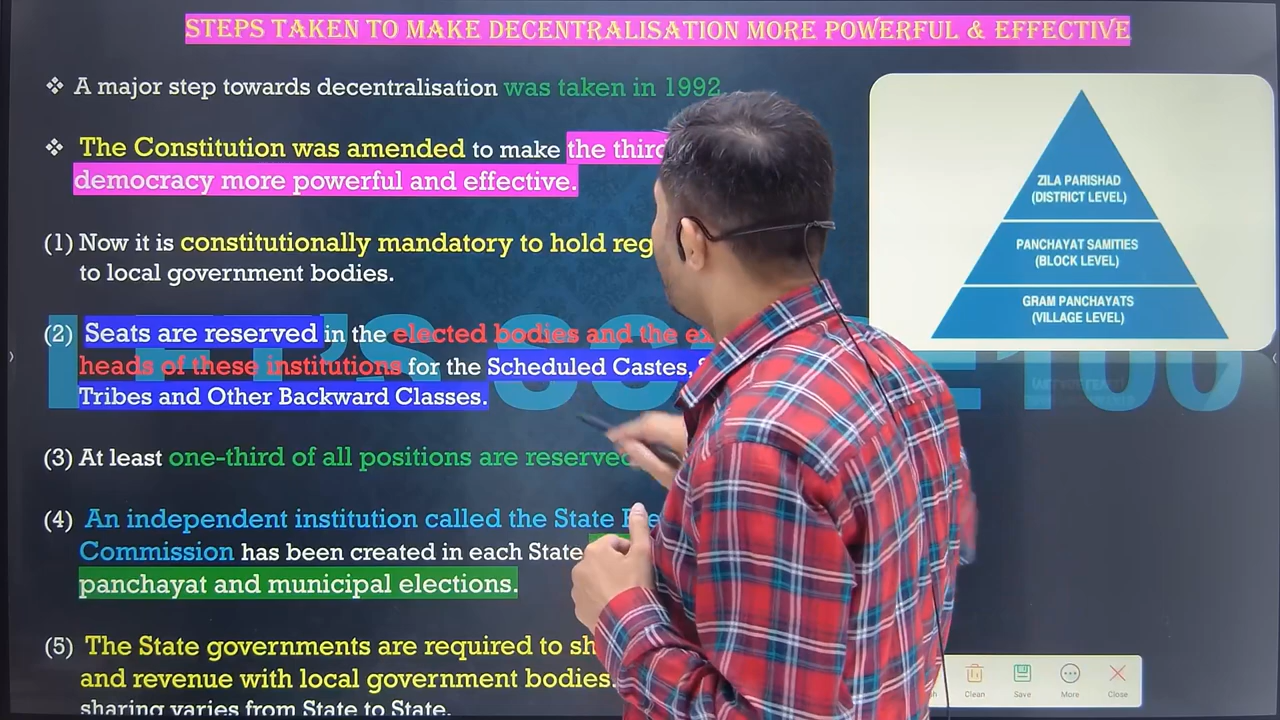 STEPS TAKEN TO MAKE DECENTRALISATION MORE POWERFUL & EFFECTIVE
❖ A major step towards decentralisation was taken in 1992.
❖ The Constitution was amended to make the third
democracy more powerful and effective.
(1) Now it is constitutionally mandatory to hold reg
to local government bodies.
(2) Seats are reserved in the elected bodies and the ex
heads of these institutions for the Scheduled Castes,
Tribes and Other Backward Classes.
(3) At least one-third of all positions are reserved
(4) An independent institution called the State Ele
Commission has been created in each State
panchayat and municipal elections.
(5) The State governments are required to sh
and revenue with local government bodies.
sharing varies from State to State.
ZILA PARISHAD
(DISTRICT LEVEL)
PANCHAYAT SAMITIES
(BLOCK LEVEL)
GRAM PANCHAYATS
(VILLAGE LEVEL)
Clean
Save
More
Close